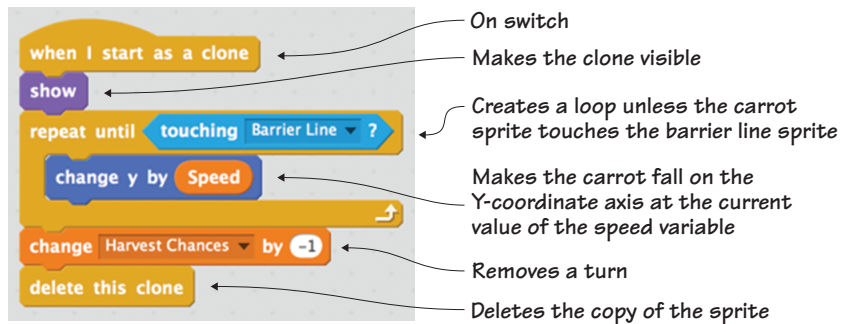 when I start as a clone
On switch
show
Makes the clone visible
repeat until touching Barrier Line ?
Creates a loop unless the carrot
sprite touches the barrier line sprite
change y by Speed
Makes the carrot fall on the
Y-coordinate axis at the current
value of the speed variable
change Harvest Chances by -1
Removes a turn
delete this clone
Deletes the copy of the sprite